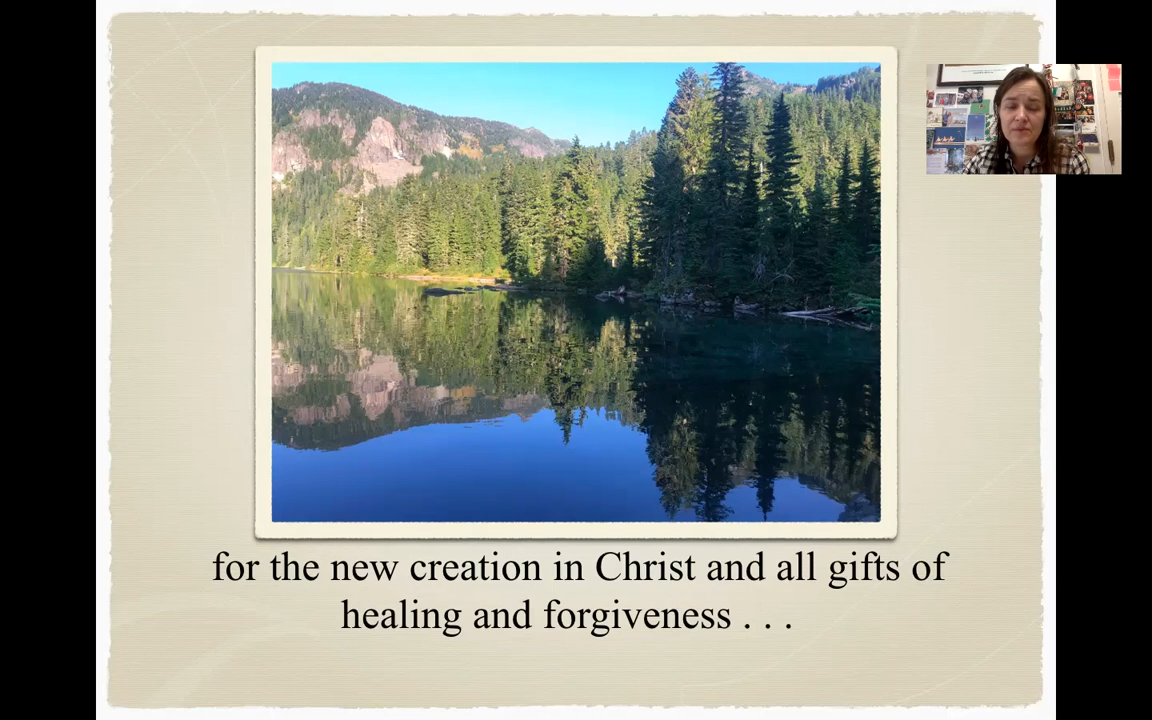 for the new creation in Christ and all gifts of
healing and forgiveness . . .